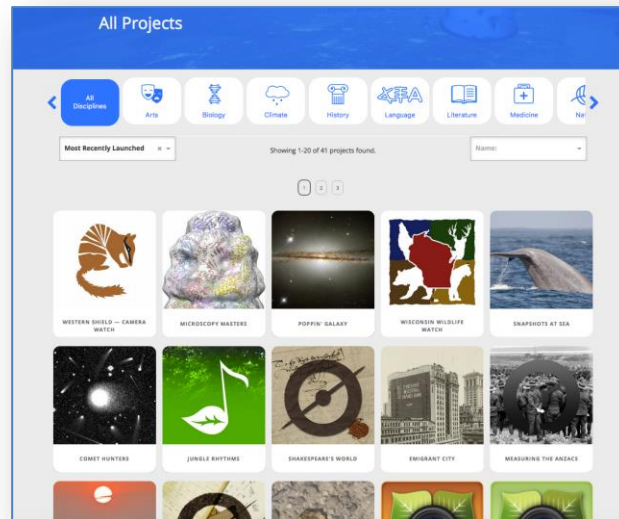 All Projects
All
Disciplines
Arts
Biology
Climate
History
Language
Literature
Medicine
Most Recently Launched
×
Showing 1-20 of 41 projects found.
Name:
1 2 3
WESTERN SHIELD — CAMERA
WATCH
MICROSCOPY MASTERS
POPPIN' GALAXY
WISCONSIN WILDLIFE
WATCH
SNAPSHOTS AT SEA
COMET HUNTERS
JUNGLE RHYTHMS
SHAKESPEARE'S WORLD
EMIGRANT CITY
MEASURING THE ANZACS